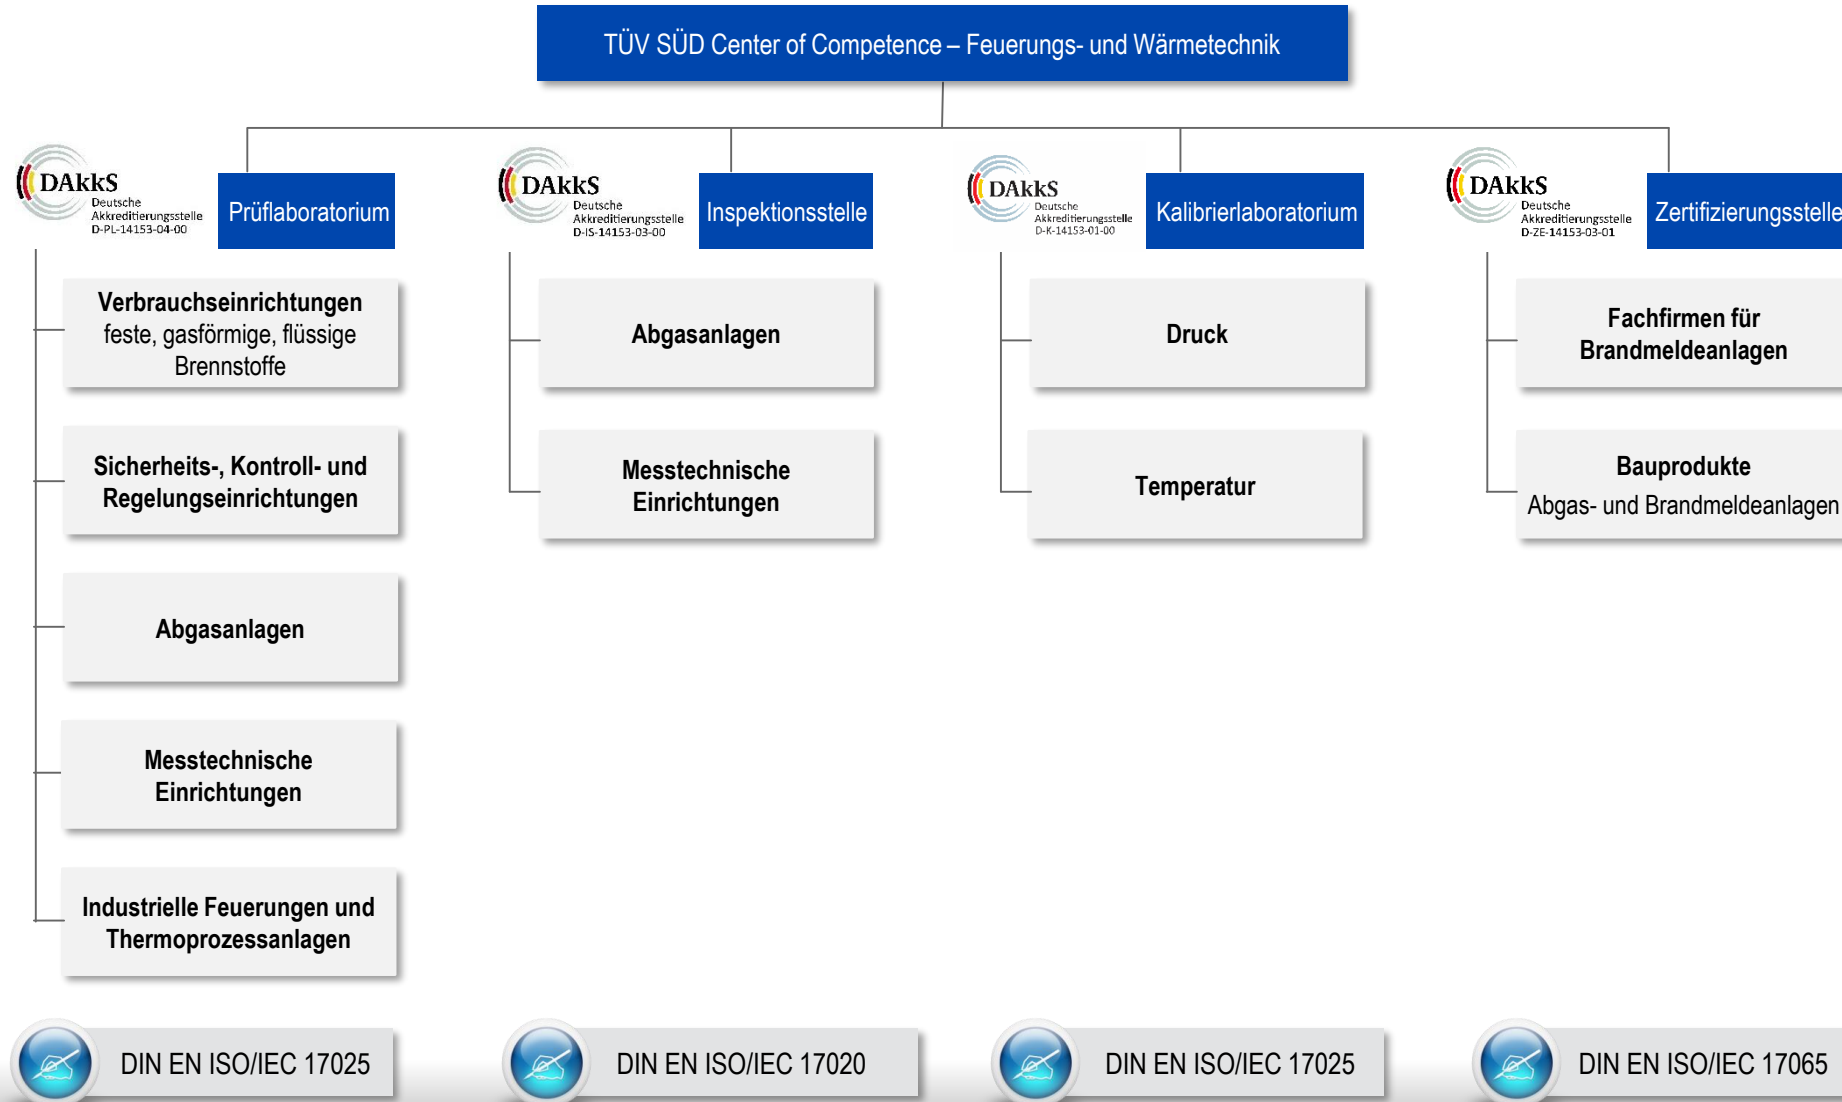 TÜV SÜD Center of Competence – Feuerungs- und Wärmetechnik
DAkkS
Deutsche
Akkreditierungsstelle
D-PL-14153-04-00
Prüflaboratorium
Verbrauchseinrichtungen
feste, gasförmige, flüssige
Brennstoffe
Sicherheits-, Kontroll- und
Regelungseinrichtungen
Abgasanlagen
Messtechnische
Einrichtungen
Industrielle Feuerungen und
Thermoprozessanlagen
DIN EN ISO/IEC 17025
DAkkS
Deutsche
Akkreditierungsstelle
D-IS-14153-03-00
Inspektionsstelle
Abgasanlagen
Messtechnische
Einrichtungen
DIN EN ISO/IEC 17020
DAkkS
Deutsche
Akkreditierungsstelle
D-K-14153-01-00
Kalibrierlaboratorium
Druck
Temperatur
DIN EN ISO/IEC 17025
DAkkS
Deutsche
Akkreditierungsstelle
D-ZE-14153-03-01
Zertifizierungsstelle
Fachfirmen für
Brandmeldeanlagen
Bauprodukte
Abgas- und Brandmeldeanlagen
DIN EN ISO/IEC 17065